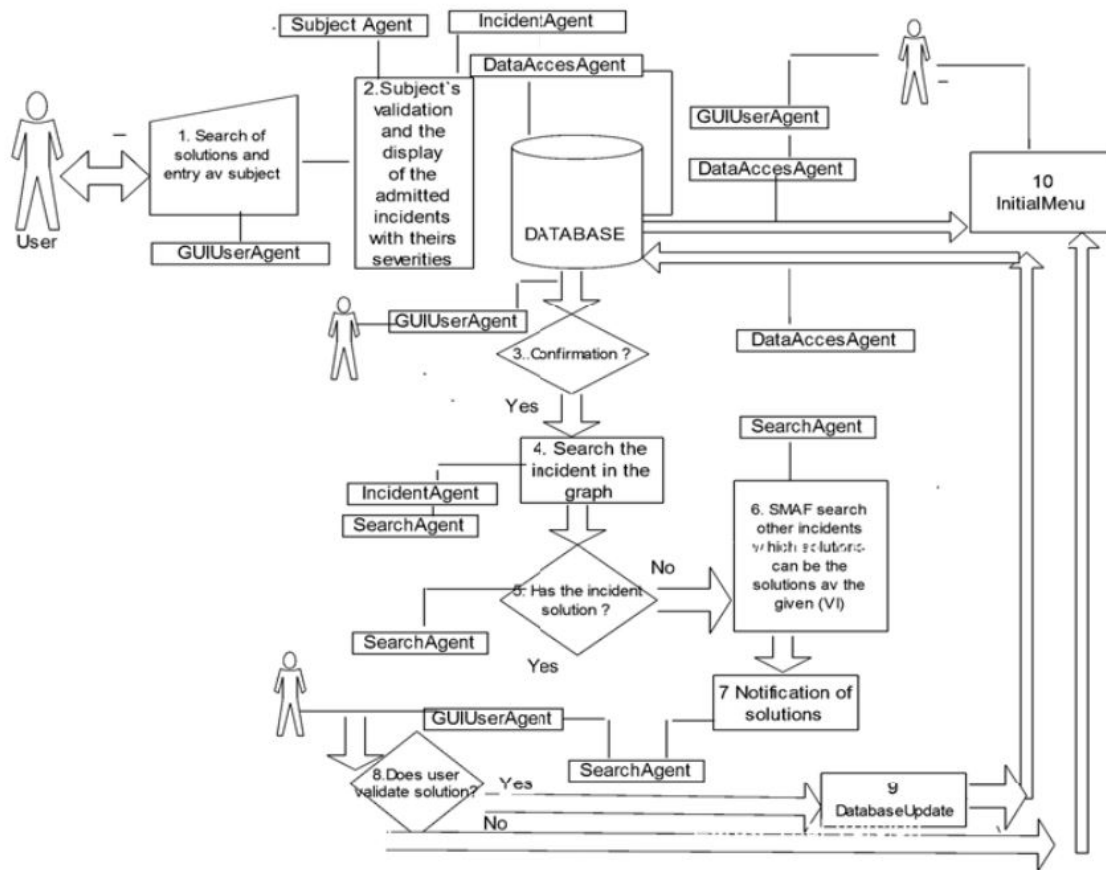 Subject Agent
IncidentAgent
DataAccesAgent
1. Search of
solutions and
entry av subject
User
GUIUserAgent
2.Subject`s
validation and
and the
display
of the
admitted
incidents
with theirs
severities
DATABASE
GUIUserAgent
DataAccesAgent
10
InitialMenu
DataAccesAgent
GUIUserAgent
3..Confirmation ?
Yes
4. Search the
incident in the
graph
IncidentAgent
SearchAgent
SearchAgent
6. SMAF search
other incidents
which solutions
can be the
solutions av the
given (VI)
5. Has the incident
solution ?
No
SearchAgent
Yes
7 Notification of
solutions
GUIUserAgent
SearchAgent
8.Does user
validate solution?
Yes
No
9
DatabaseUpdate